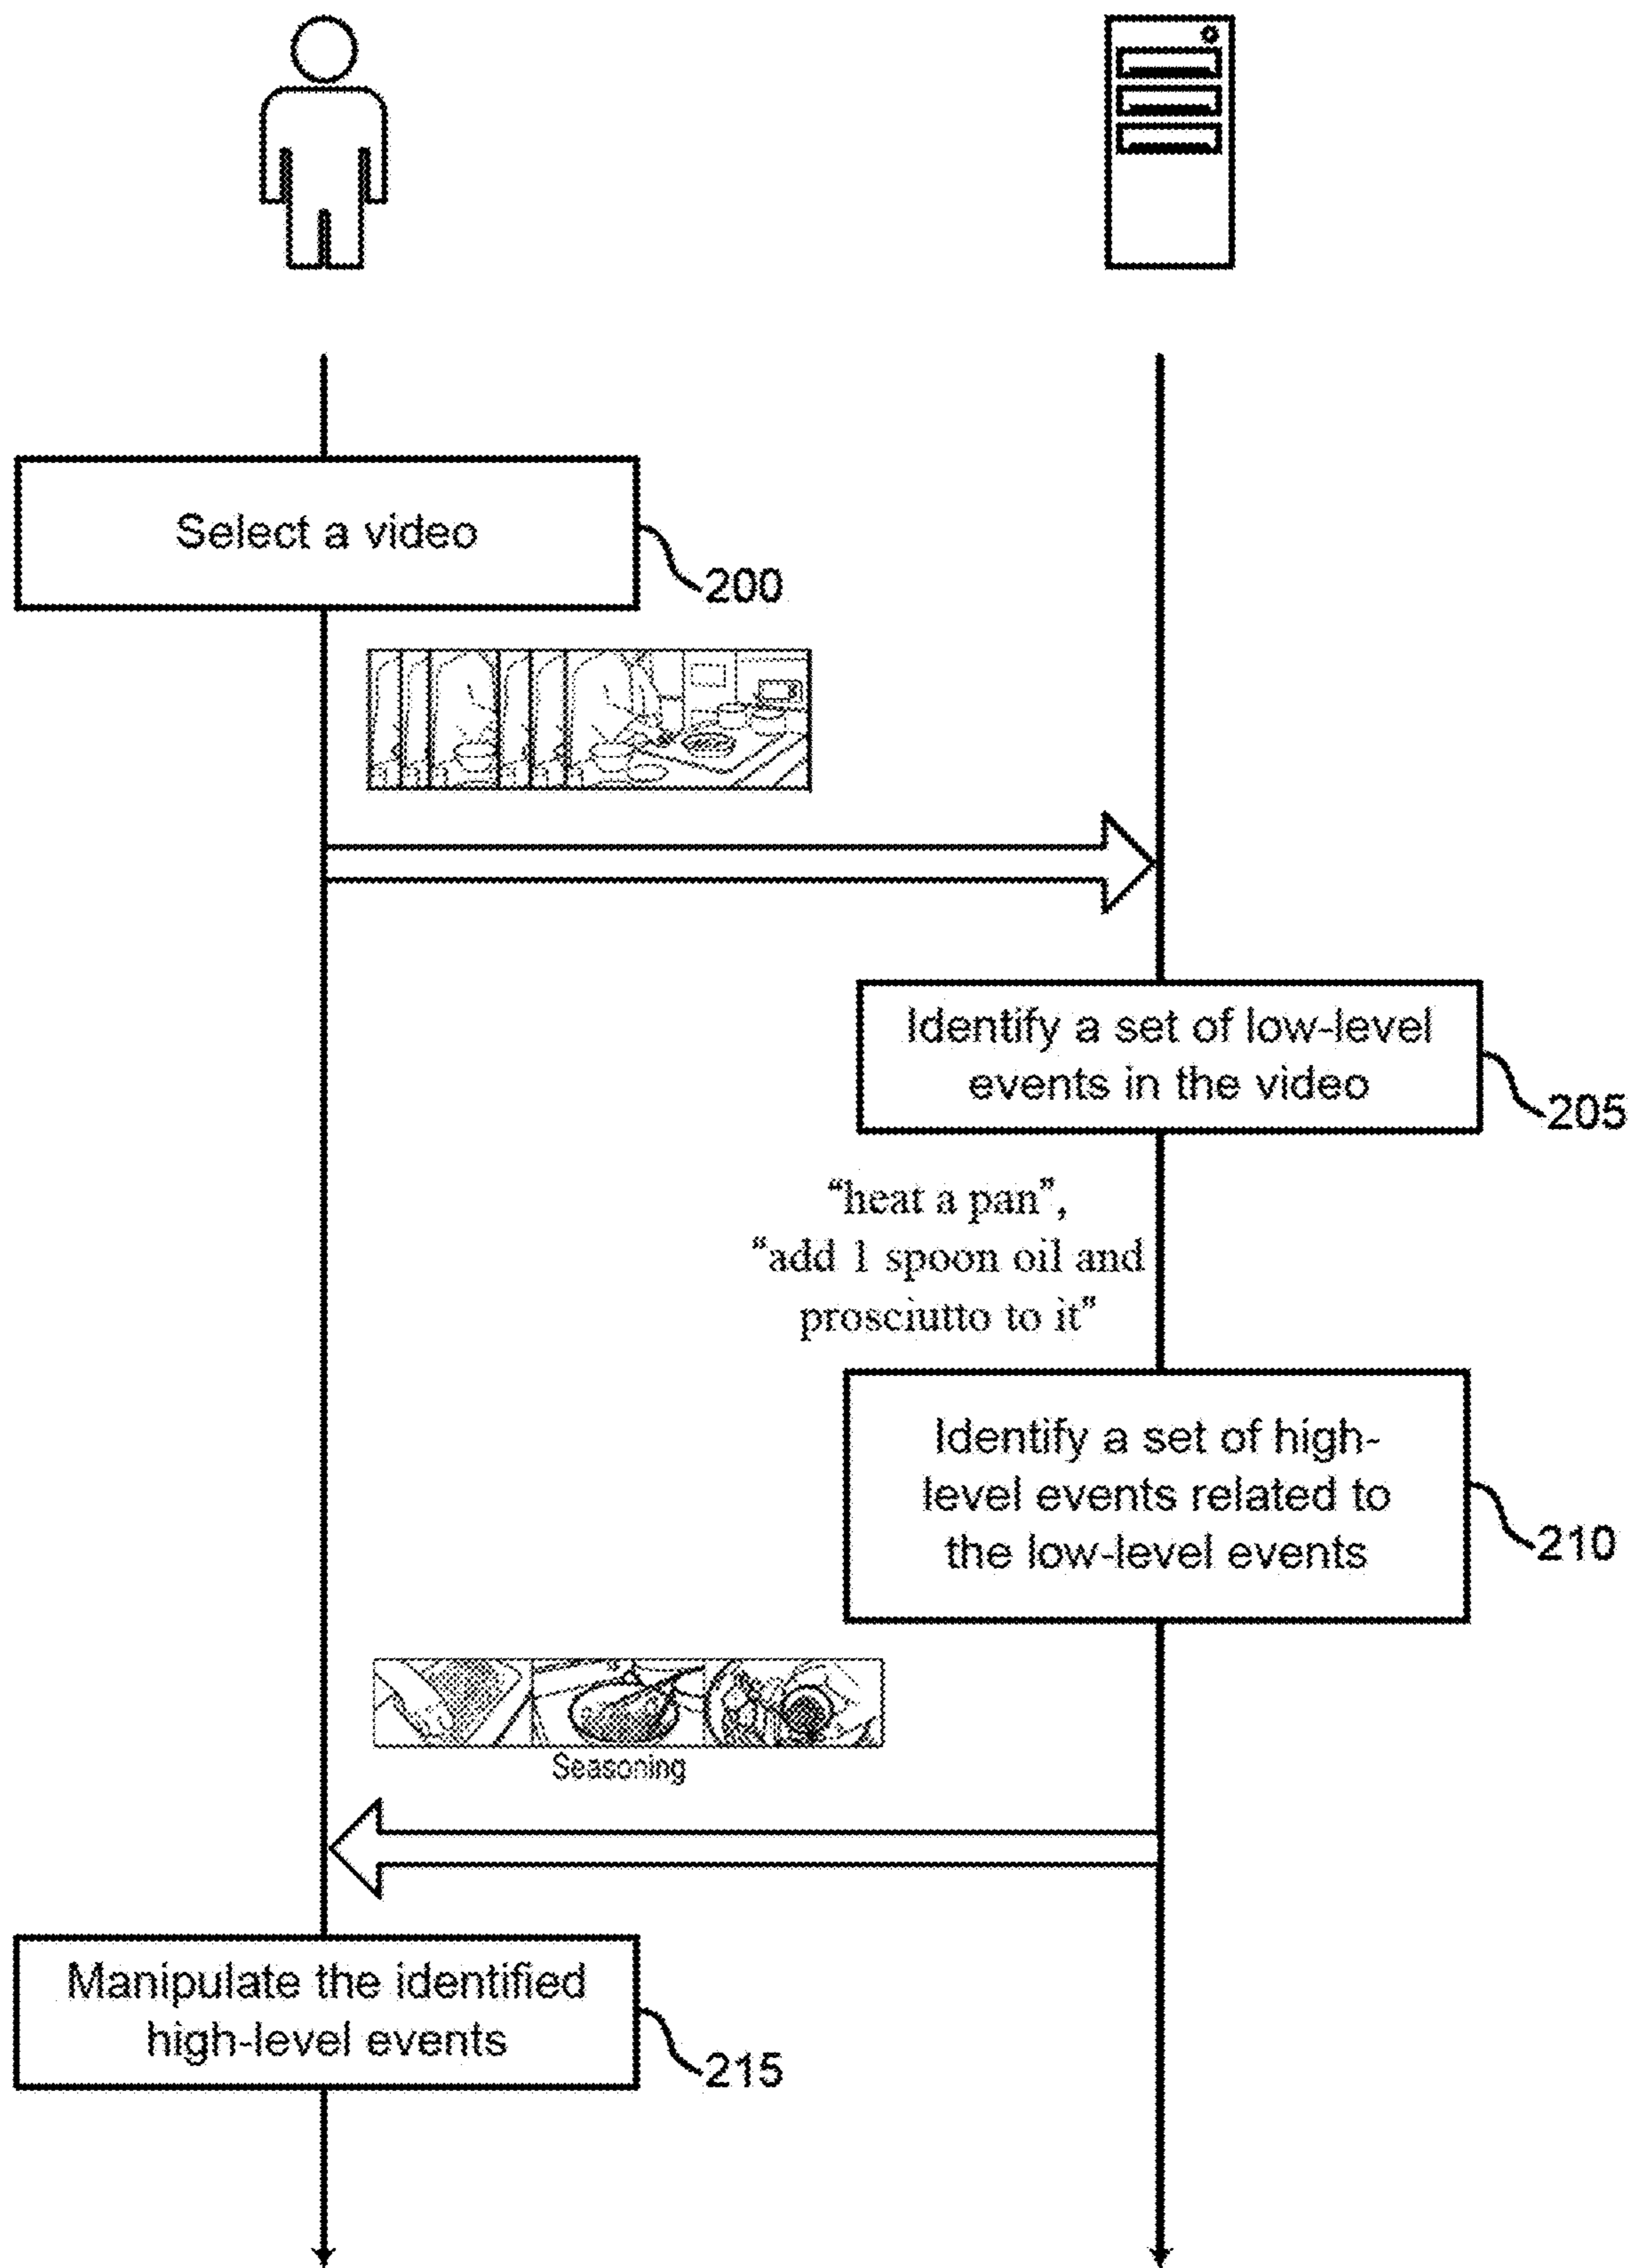 Select a video
200
Identify a set of low-level
events in the video
205
“heat a pan”,
“add 1 spoon oil and
prosciutto to it”
Identify a set of high-
level events related to
the low-level events
210
Seasoning
Manipulate the identified
high-level events
215